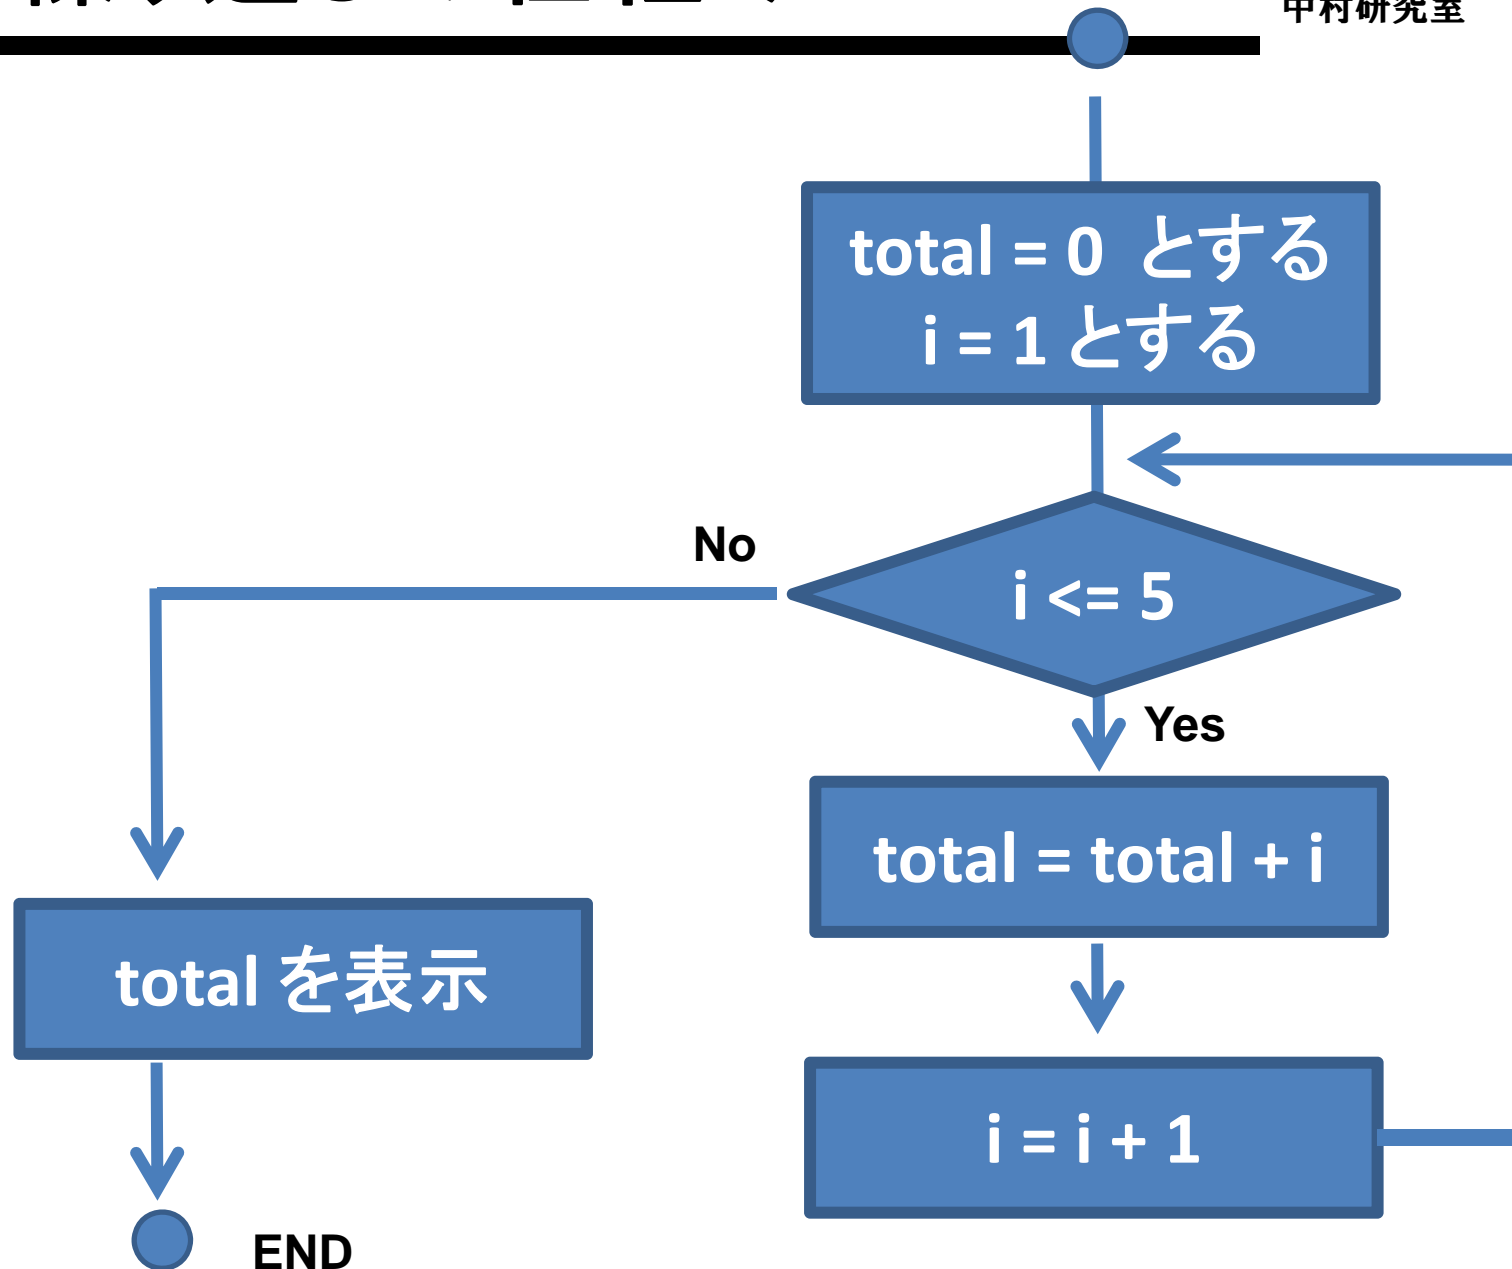 中村研究室
total = 0 とする
i = 1 とする
No
i <= 5
Yes
total = total + i
total を表示
i = i + 1
END